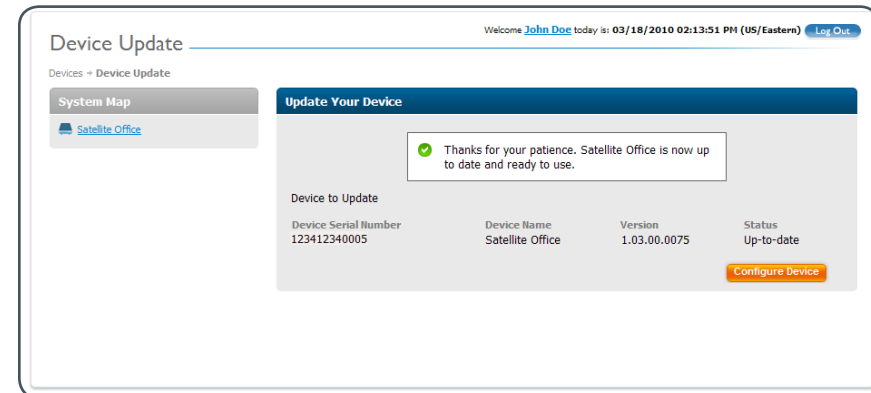 Welcome John Doe today is: 03/18/2010 02:13:51 PM (US/Eastern) Log Out
Device Update
Devices → Device Update
System Map
Satellite Office
Update Your Device
Thanks for your patience. Satellite Office is now up
to date and ready to use.
Device to Update
Device Serial Number Device Name Version Status
123412340005 Satellite Office 1.03.00.0075 Up-to-date
Configure Device